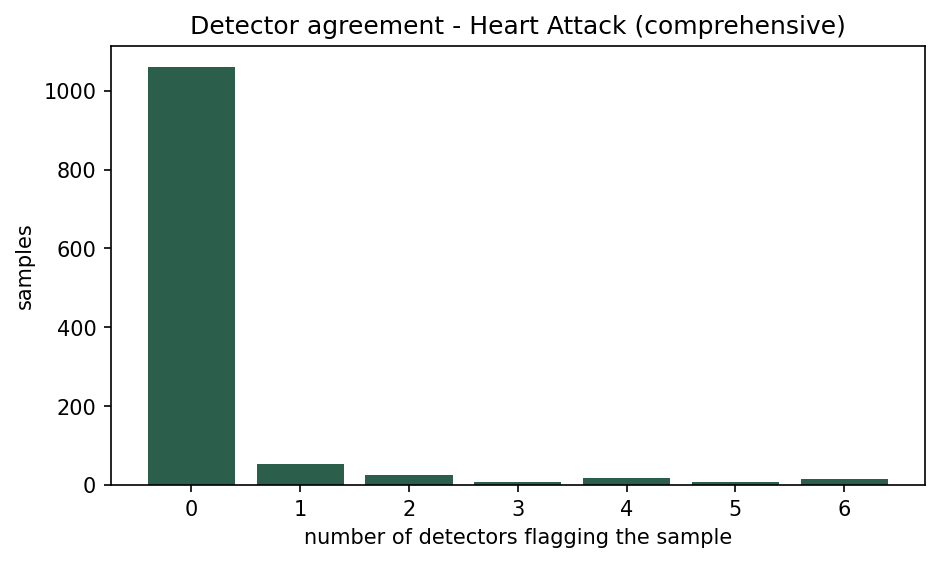 Detector agreement - Heart Attack (comprehensive)
1000
800
600
400
200
0
samples
0 1 2 3 4 5 6
number of detectors flagging the sample